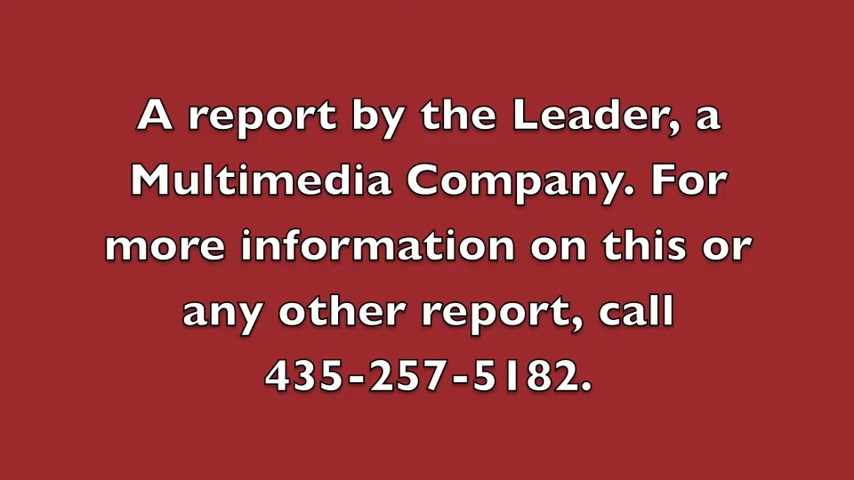 A report by the Leader, a
Multimedia Company. For
more information on this or
any other report, call
435-257-5182.